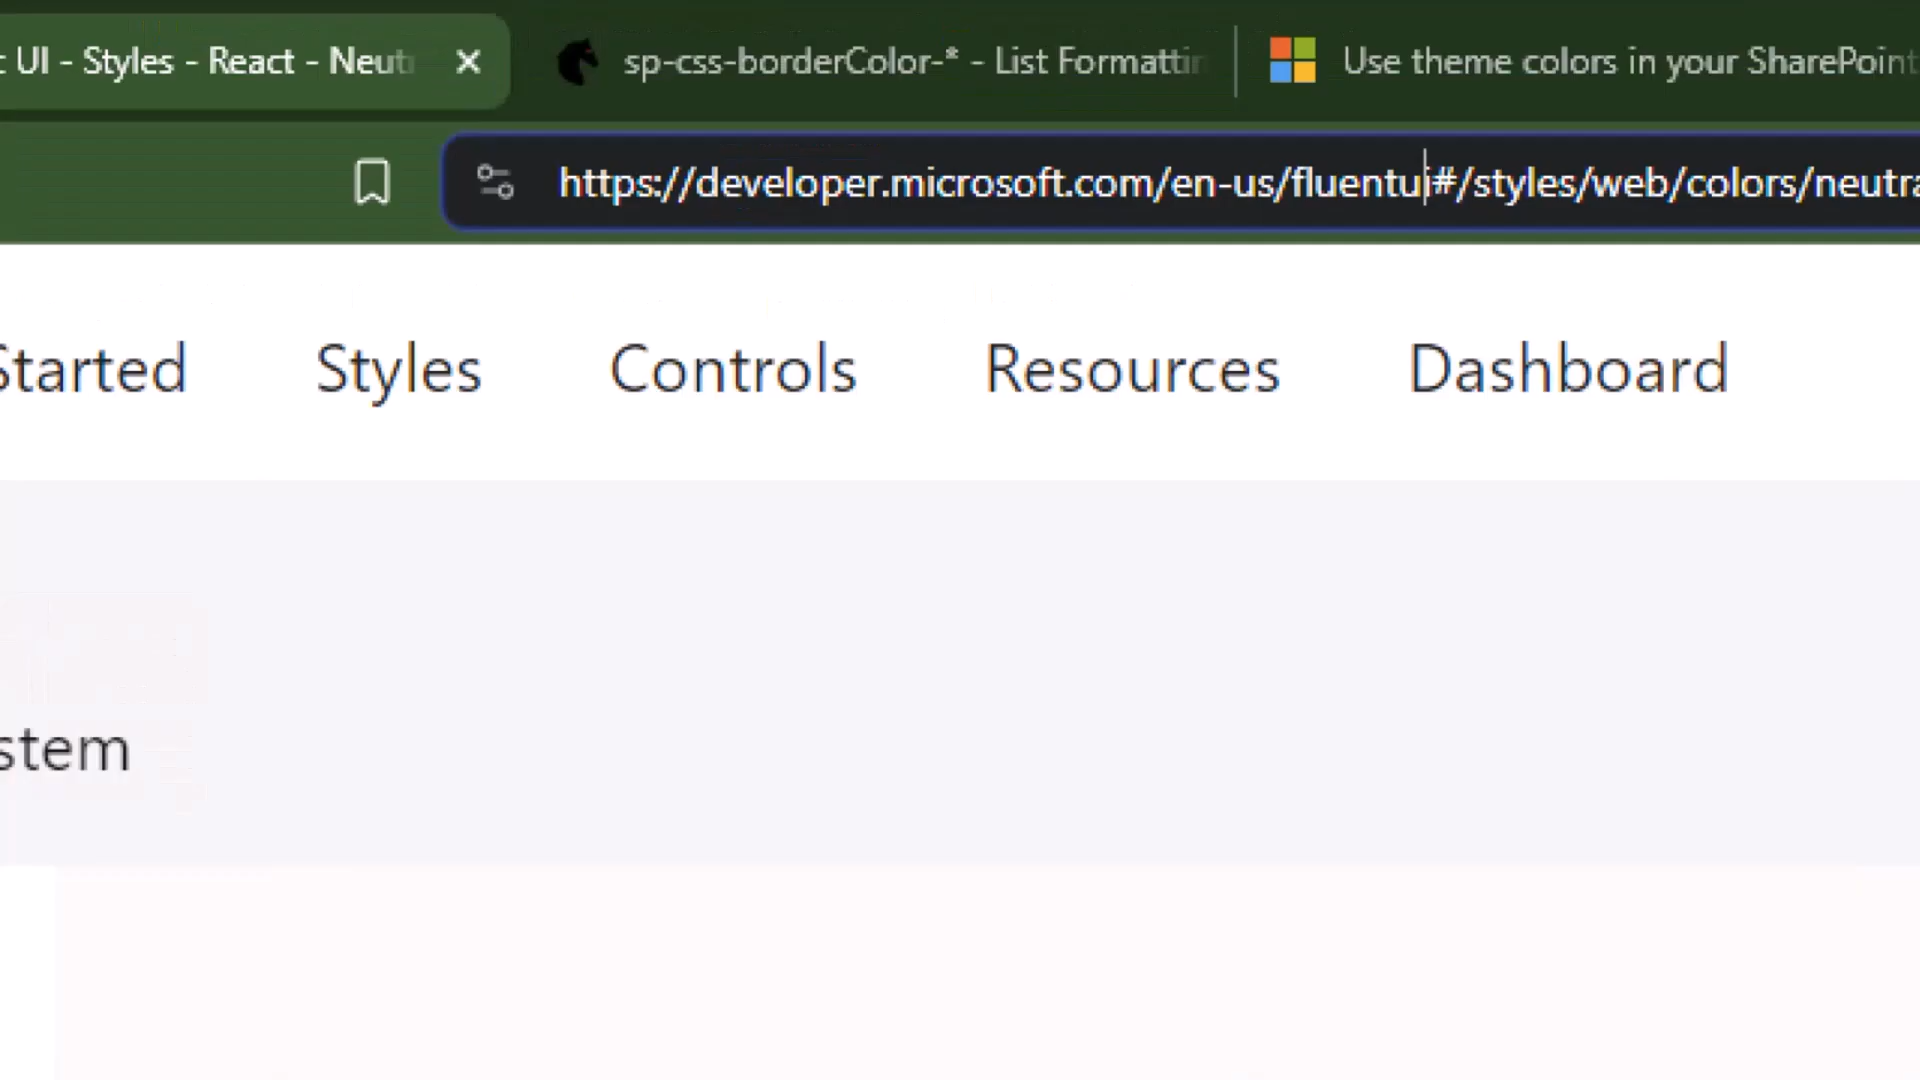 UI - Styles - React - Neutr
sp-css-borderColor-* - List Formattin
Use theme colors in your SharePoint
https://developer.microsoft.com/en-us/fluentui#/styles/web/colors/neutra
Started
Styles
Controls
Resources
Dashboard
stem